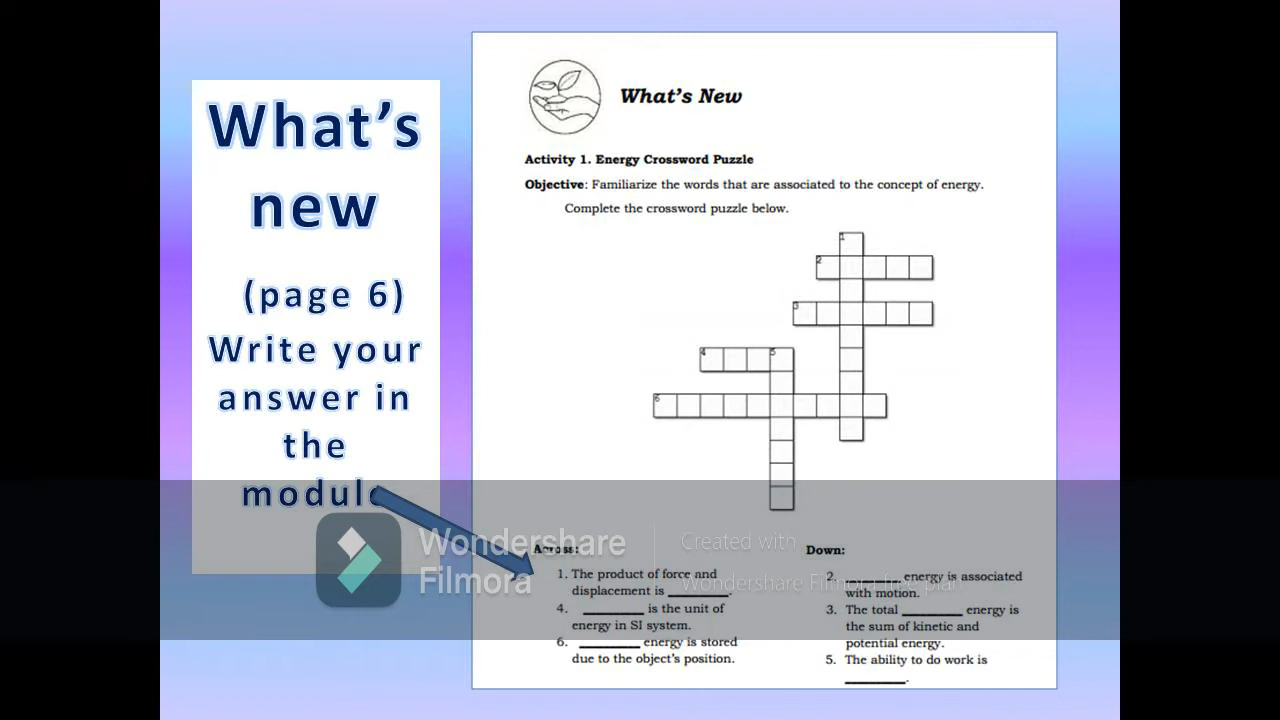 What's
new
(page 6)
Write your
answer in
the
module
What's New
Activity 1. Energy Crossword Puzzle
Objective: Familiarize the words that are associated to the concept of energy.
Complete the crossword puzzle below.
1
2
3
4 5
6
Wondershare
Filmora
Created with
Wondershare Filmora free plan
Across:
1. The product of force and
displacement is ________.
4. ________ is the unit of
energy in SI system.
6. ________ energy is stored
due to the object's position.
Down:
2. ________ energy is associated
with motion.
3. The total ________ energy is
the sum of kinetic and
potential energy.
5. The ability to do work is
________.